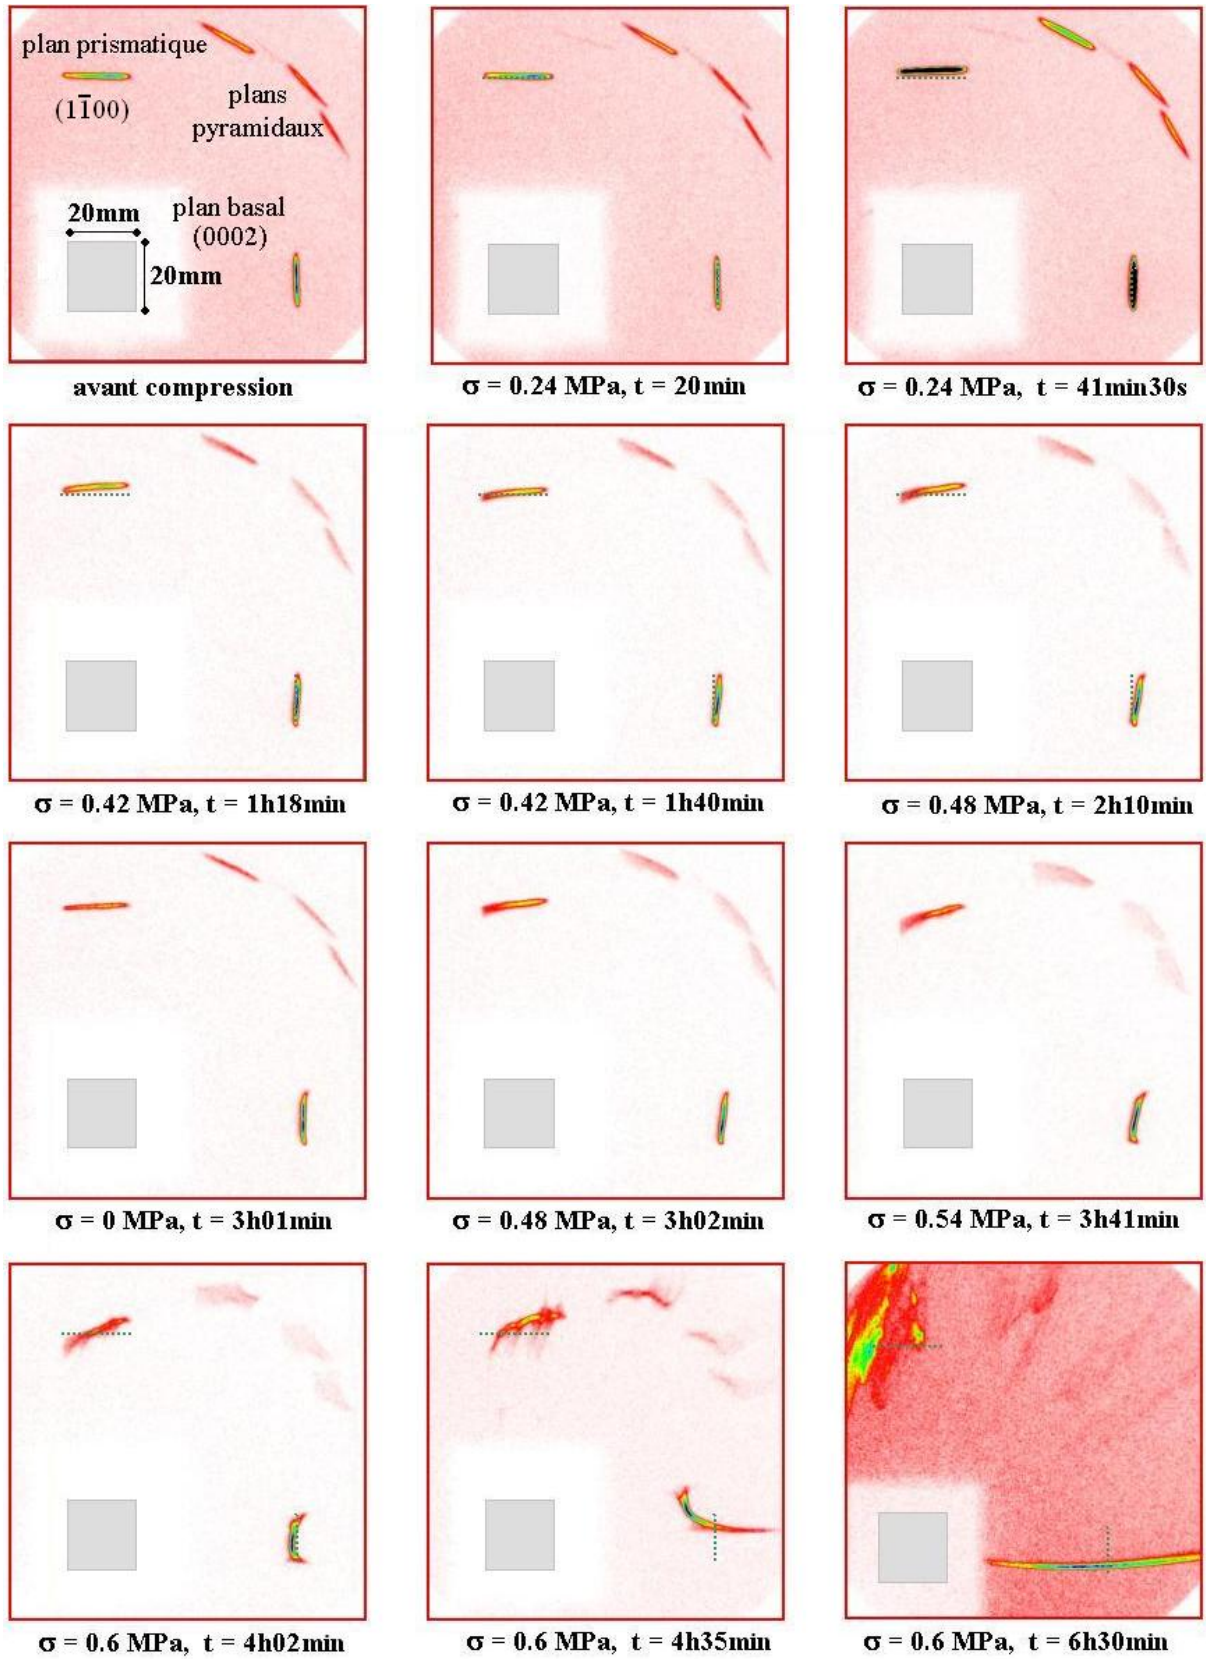 plan prismatique
(11̅00)
plans
pyramidaux
20mm
plan basal
(0002)
20mm
avant compression
σ = 0.24 MPa, t = 20min
σ = 0.24 MPa, t = 41min30s
σ = 0.42 MPa, t = 1h18min
σ = 0.42 MPa, t = 1h40min
σ = 0.48 MPa, t = 2h10min
σ = 0 MPa, t = 3h01min
σ = 0.48 MPa, t = 3h02min
σ = 0.54 MPa, t = 3h41min
σ = 0.6 MPa, t = 4h02min
σ = 0.6 MPa, t = 4h35min
σ = 0.6 MPa, t = 6h30min